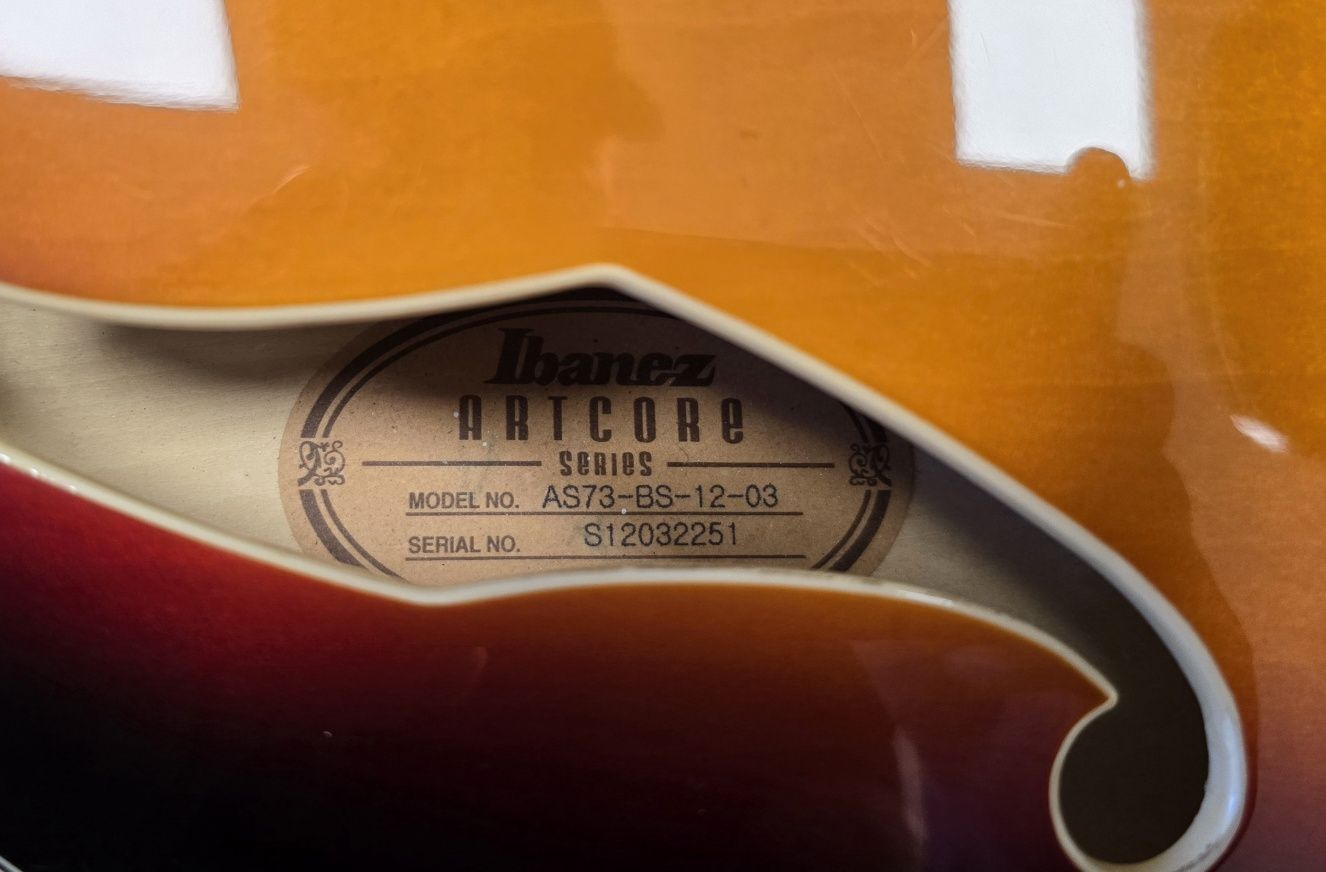 Ibanez
ARTCORE
SERIES
MODEL NO. AS73-BS-12-03
SERIAL NO. S12032251